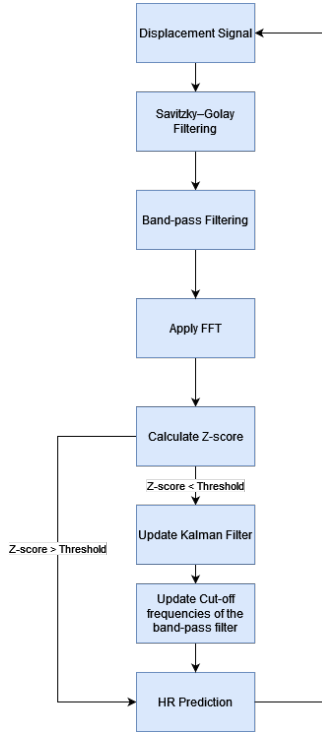 Displacement Signal
Savitzky–Golay
Filtering
Band-pass Filtering
Apply FFT
Calculate Z-score
Z-score < Threshold
Update Kalman Filter
Z-score > Threshold
Update Cut-off
frequencies of the
band-pass filter
HR Prediction